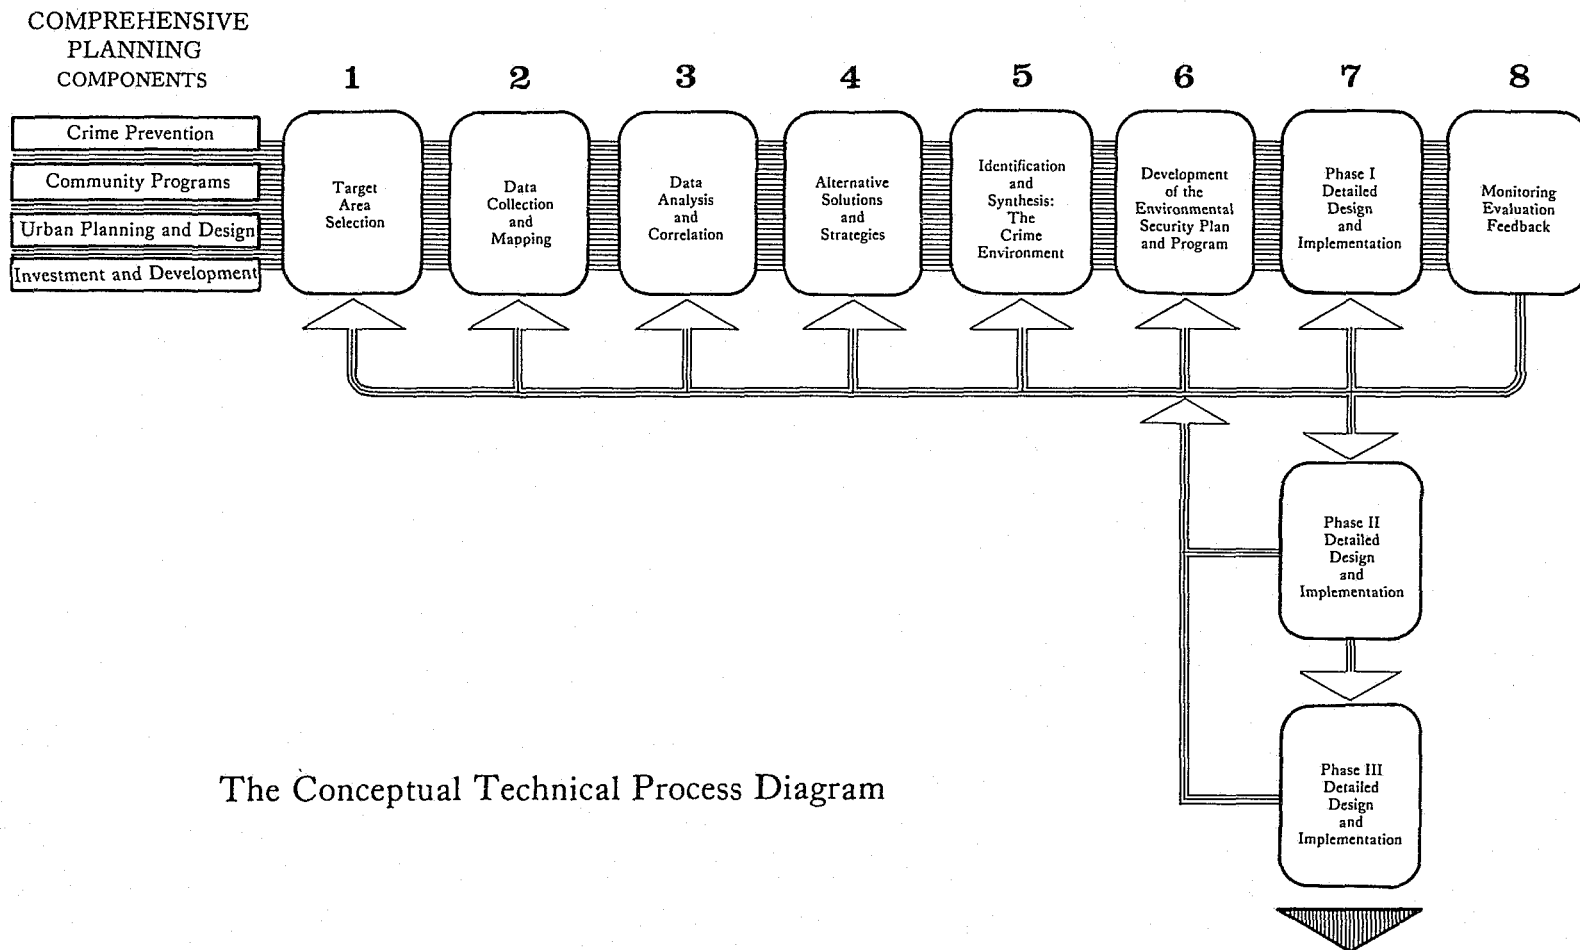 COMPREHENSIVE
PLANNING
COMPONENTS
1
2
3
4
5
6
7
8
Crime Prevention
Community Programs
Urban Planning and Design
Investment and Development
Target
Area
Selection
Data
Collection
and
Mapping
Data
Analysis
and
Correlation
Alternative
Solutions
and
Strategies
Identification
and
Synthesis:
The
Crime
Environment
Development
of the
Environmental
Security Plan
and Program
Phase I
Detailed
Design
and
Implementation
Monitoring
Evaluation
Feedback
Phase II
Detailed
Design
and
Implementation
Phase III
Detailed
Design
and
Implementation
The Conceptual Technical Process Diagram